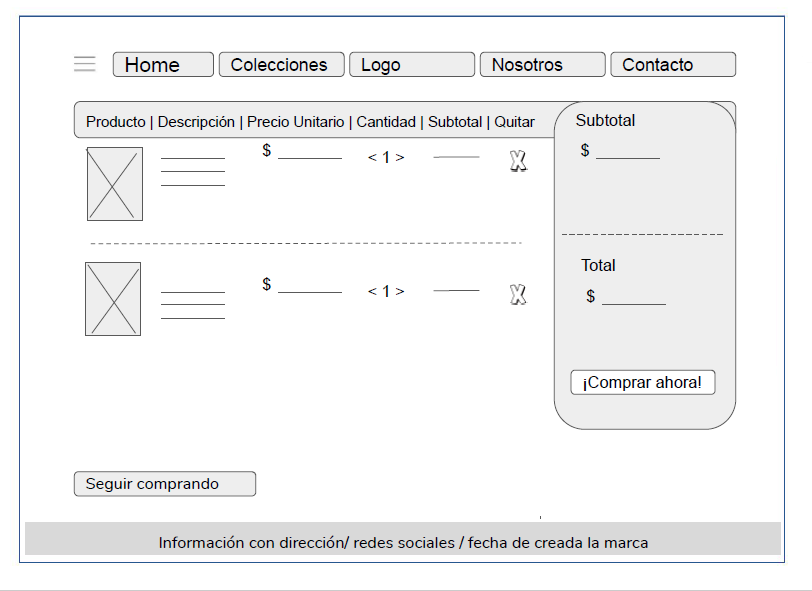 Home Colecciones Logo Nosotros Contacto
Producto | Descripción | Precio Unitario | Cantidad | Subtotal | Quitar
Subtotal
$ < 1 > X
$
Total
$ < 1 > X
$
¡Comprar ahora!
Seguir comprando
Información con dirección/ redes sociales / fecha de creada la marca